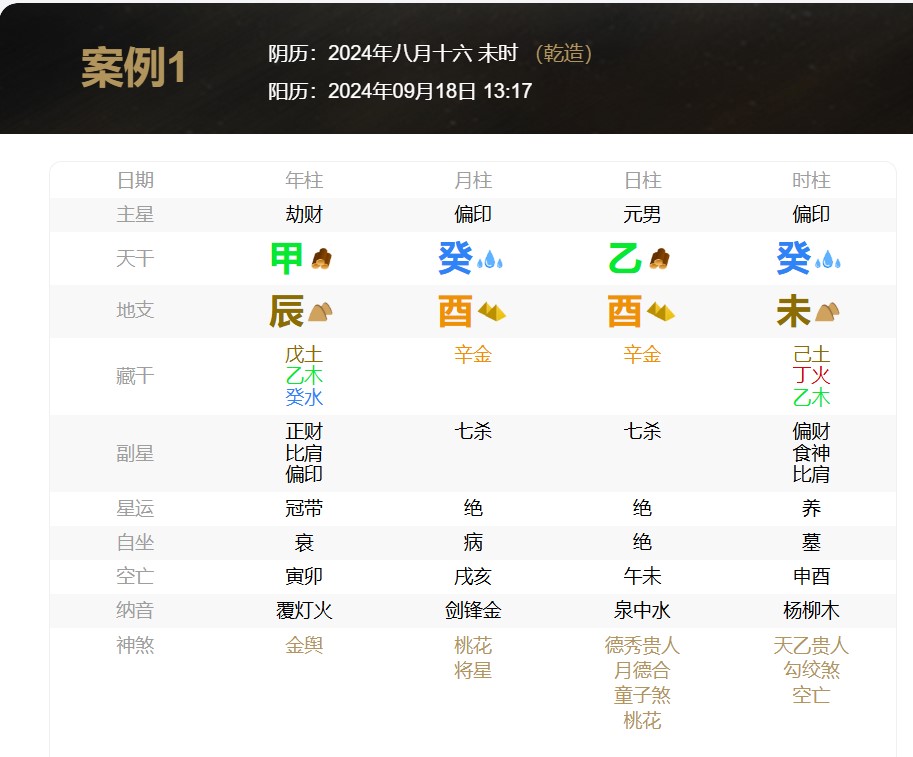 案例1
阴历：2024年八月十六 未时 （乾造）
阳历：2024年09月18日 13:17
日期 年柱 月柱 日柱 时柱
主星 劫财 偏印 元男 偏印
天干 甲 癸 乙 癸
地支 辰 酉 酉 未
藏干 戊土 辛金 辛金 己土
乙木 丁火
癸水 乙木
副星 正财 七杀 七杀 偏财
比肩 食神
偏印 比肩
星运 冠带 绝 绝 养
自坐 衰 病 绝 墓
空亡 寅卯 戌亥 午未 申酉
纳音 覆灯火 剑锋金 泉中水 杨柳木
神煞 金舆 桃花 德秀贵人 天乙贵人
将星 月德合 勾绞煞
童子煞 空亡
桃花